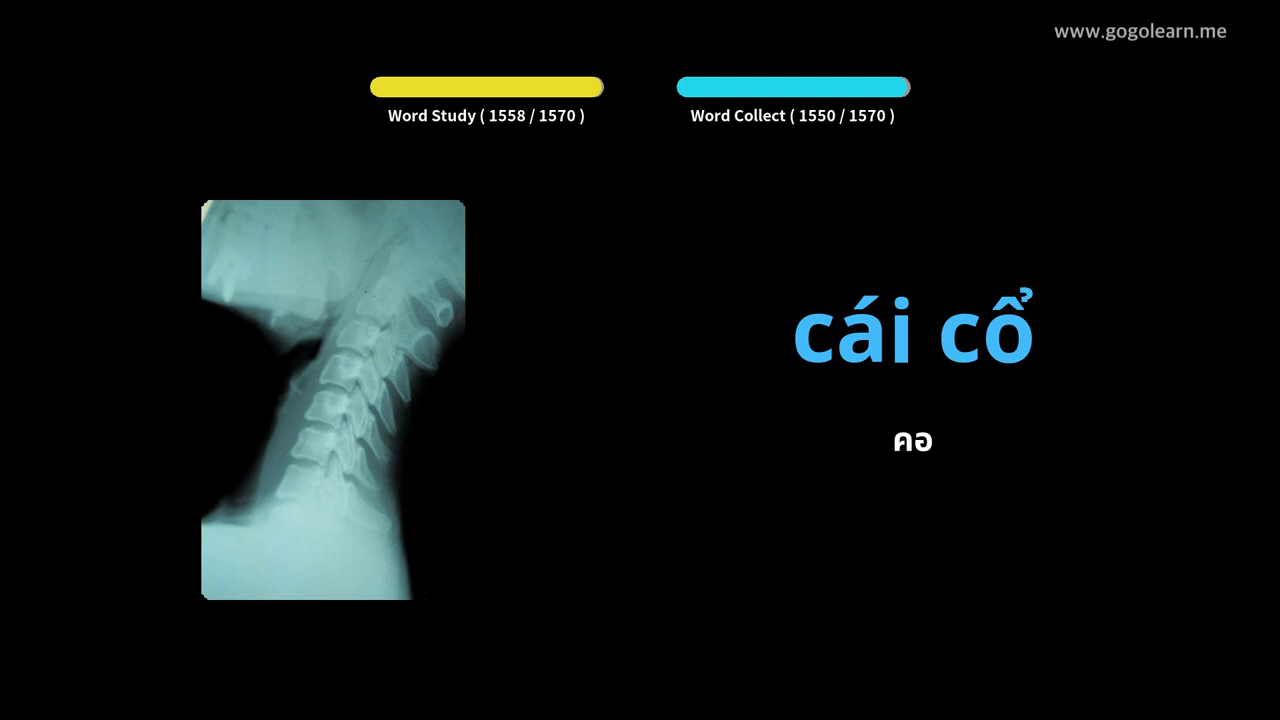 www.gogolearn.me
Word Study ( 1558 / 1570 )
Word Collect ( 1550 / 1570 )
cái cổ
คอ